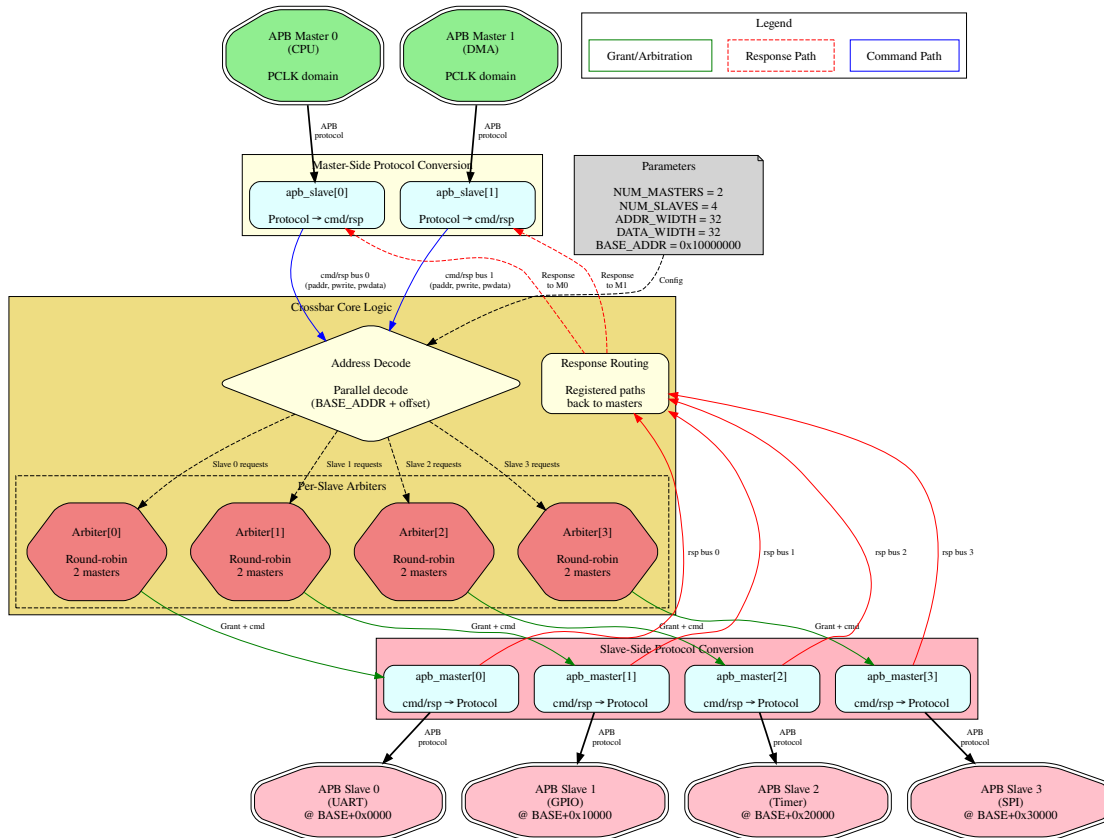 APB Master 0
(CPU)
PCLK domain
APB Master 1
(DMA)
PCLK domain
Legend
Grant/Arbitration
Response Path
Command Path
APB
protocol
APB
protocol
Master-Side Protocol Conversion
apb_slave[0]
Protocol → cmd/rsp
apb_slave[1]
Protocol → cmd/rsp
Parameters
NUM_MASTERS = 2
NUM_SLAVES = 4
ADDR_WIDTH = 32
DATA_WIDTH = 32
BASE_ADDR = 0x10000000
cmd/rsp bus 0
(paddr, pwrite, pwdata)
cmd/rsp bus 1
(paddr, pwrite, pwdata)
Response
to M0
Response
to M1
Config
Crossbar Core Logic
Address Decode
Parallel decode
(BASE_ADDR + offset)
Response Routing
Registered paths
back to masters
Slave 0 requests
Slave 1 requests
Slave 2 requests
Slave 3 requests
Per-Slave Arbiters
Arbiter[0]
Round-robin
2 masters
Arbiter[1]
Round-robin
2 masters
Arbiter[2]
Round-robin
2 masters
Arbiter[3]
Round-robin
2 masters
rsp bus 0
rsp bus 1
rsp bus 2
rsp bus 3
Grant + cmd
Grant + cmd
Grant + cmd
Grant + cmd
Slave-Side Protocol Conversion
apb_master[0]
cmd/rsp → Protocol
apb_master[1]
cmd/rsp → Protocol
apb_master[2]
cmd/rsp → Protocol
apb_master[3]
cmd/rsp → Protocol
APB
protocol
APB
protocol
APB
protocol
APB
protocol
APB Slave 0
(UART)
@ BASE+0x0000
APB Slave 1
(GPIO)
@ BASE+0x10000
APB Slave 2
(Timer)
@ BASE+0x20000
APB Slave 3
(SPI)
@ BASE+0x30000